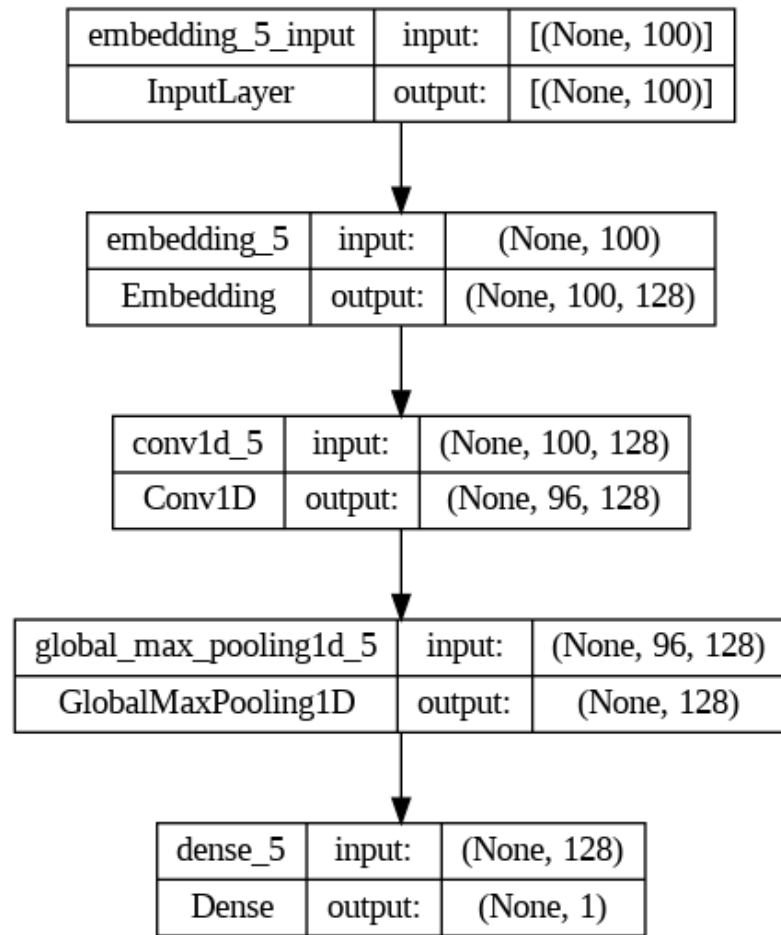 embedding_5_input input: [(None, 100)]
InputLayer output: [(None, 100)]
embedding_5 input: (None, 100)
Embedding output: (None, 100, 128)
conv1d_5 input: (None, 100, 128)
Conv1D output: (None, 96, 128)
global_max_pooling1d_5 input: (None, 96, 128)
GlobalMaxPooling1D output: (None, 128)
dense_5 input: (None, 128)
Dense output: (None, 1)